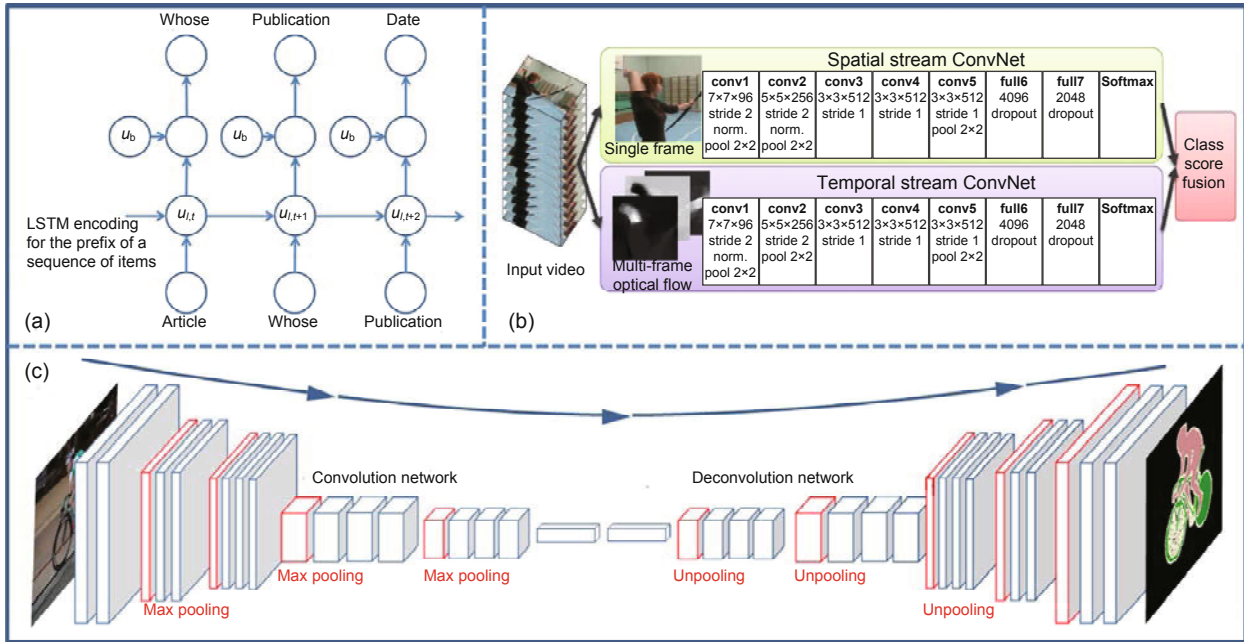 Whose Publication Date
u_b u_b u_b
u_{l,t} u_{l,t+1} u_{l,t+2}
LSTM encoding
for the prefix of a
sequence of items
Article Whose Publication
(a)
Input video
Spatial stream ConvNet
Single frame
conv1
7×7×96
stride 2
norm.
pool 2×2
conv2
5×5×256
stride 2
norm.
pool 2×2
conv3
3×3×512
stride 1
conv4
3×3×512
stride 1
conv5
3×3×512
stride 1
pool 2×2
full6
4096
dropout
full7
2048
dropout
Softmax
Temporal stream ConvNet
Multi-frame
optical flow
conv1
7×7×96
stride 2
norm.
pool 2×2
conv2
5×5×256
stride 2
pool 2×2
conv3
3×3×512
stride 1
conv4
3×3×512
stride 1
conv5
3×3×512
stride 1
pool 2×2
full6
4096
dropout
full7
2048
dropout
Softmax
Class
score
fusion
(b)
(c)
Convolution network
Deconvolution network
Max pooling
Max pooling
Max pooling
Unpooling
Unpooling
Unpooling